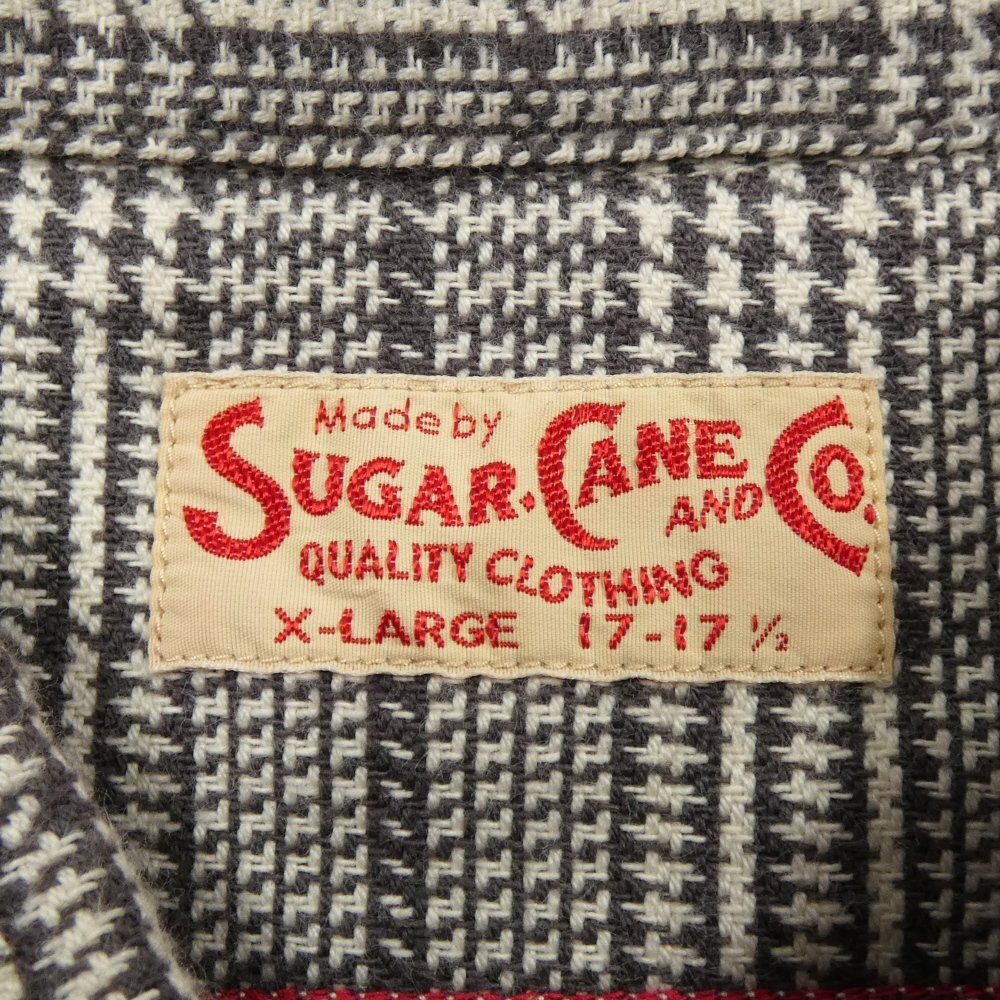 Made by
SUGAR·CANE AND CO.
QUALITY CLOTHING
X-LARGE 17-17 1/2